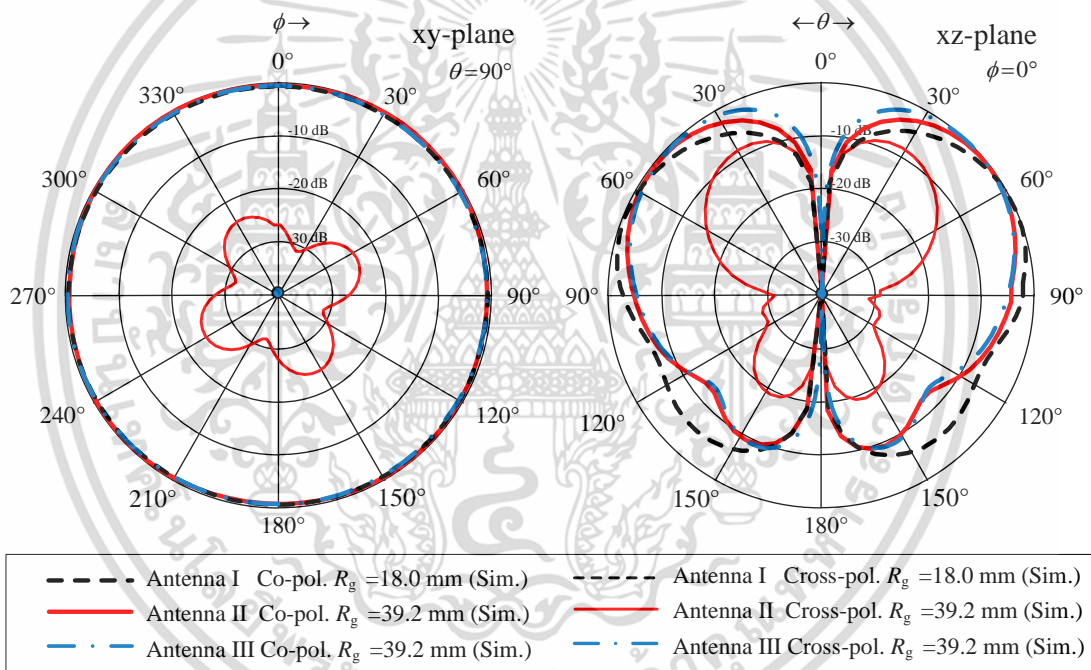 ϕ→ xy-plane
θ=90°
0°
30°
60°
90°
120°
150°
180°
210°
240°
270°
300°
330°
-10 dB
-20 dB
30 dB
←θ→ xz-plane
ϕ=0°
0°
30°
30°
60°
60°
90°
90°
120°
150°
150°
180°
-10 dB
-20 dB
-30 dB
Antenna I Co-pol. Rg =18.0 mm (Sim.)
Antenna II Co-pol. Rg =39.2 mm (Sim.)
Antenna III Co-pol. Rg =39.2 mm (Sim.)
Antenna I Cross-pol. Rg =18.0 mm (Sim.)
Antenna II Cross-pol. Rg =39.2 mm (Sim.)
Antenna III Cross-pol. Rg =39.2 mm (Sim.)